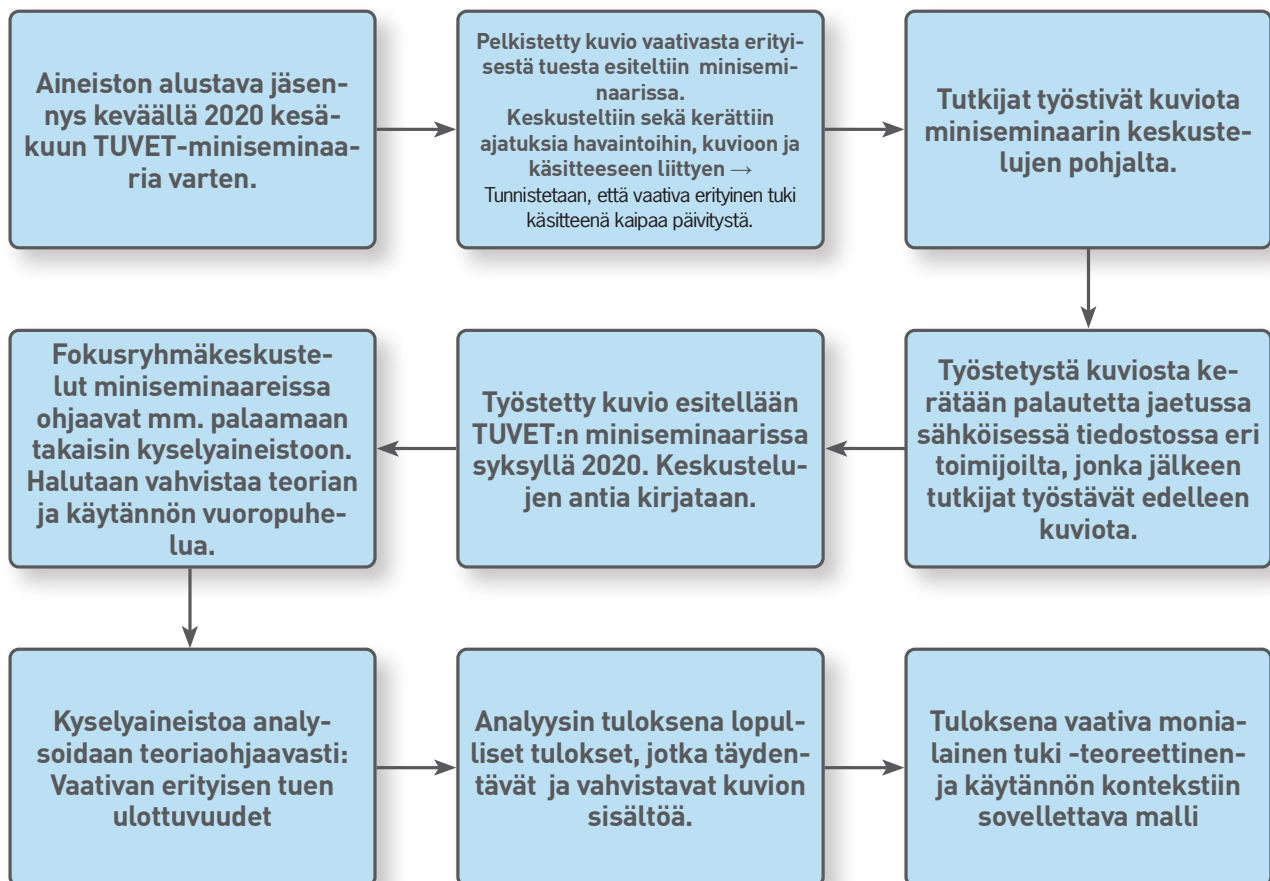 Aineiston alustava jäsen-
nys keväällä 2020 kesä-
kuun TUVET-miniseminaa-
ria varten.
Pelkistetty kuvio vaativasta erityi-
sestä tuesta esiteltiin minisemi-
naarissa.
Keskusteltiin sekä kerättiin
ajatuksia havaintoihin, kuvioon ja
käsitteeseen liittyen →
Tunnistetaan, että vaativa erityinen tuki
käsitteenä kaipaa päivitystä.
Tutkijat työstivät kuviota
miniseminaarin keskuste-
lujen pohjalta.
Työstetystä kuviosta ke-
rätään palautetta jaetussa
sähköisessä tiedostossa eri
toimijoilta, jonka jälkeen
tutkijat työstävät edelleen
kuviota.
Työstetty kuvio esitellään
TUVET:n miniseminaarissa
syksyllä 2020. Keskustelu-
jen antia kirjataan.
Fokusryhmäkeskuste-
lut miniseminaareissa
ohjaavat mm. palaamaan
takaisin kyselyaineistoon.
Halutaan vahvistaa teorian
ja käytännön vuoropuhe-
lua.
Kyselyaineistoa analy-
soidaan teoriaohjaavasti:
Vaativan erityisen tuen
ulottuvuudet
Analyysin tuloksena lopul-
liset tulokset, jotka täyden-
tävät ja vahvistavat kuvion
sisältöä.
Tuloksena vaativa monia-
lainen tuki -teoreettinen-
ja käytännön kontekstiin
sovellettava malli